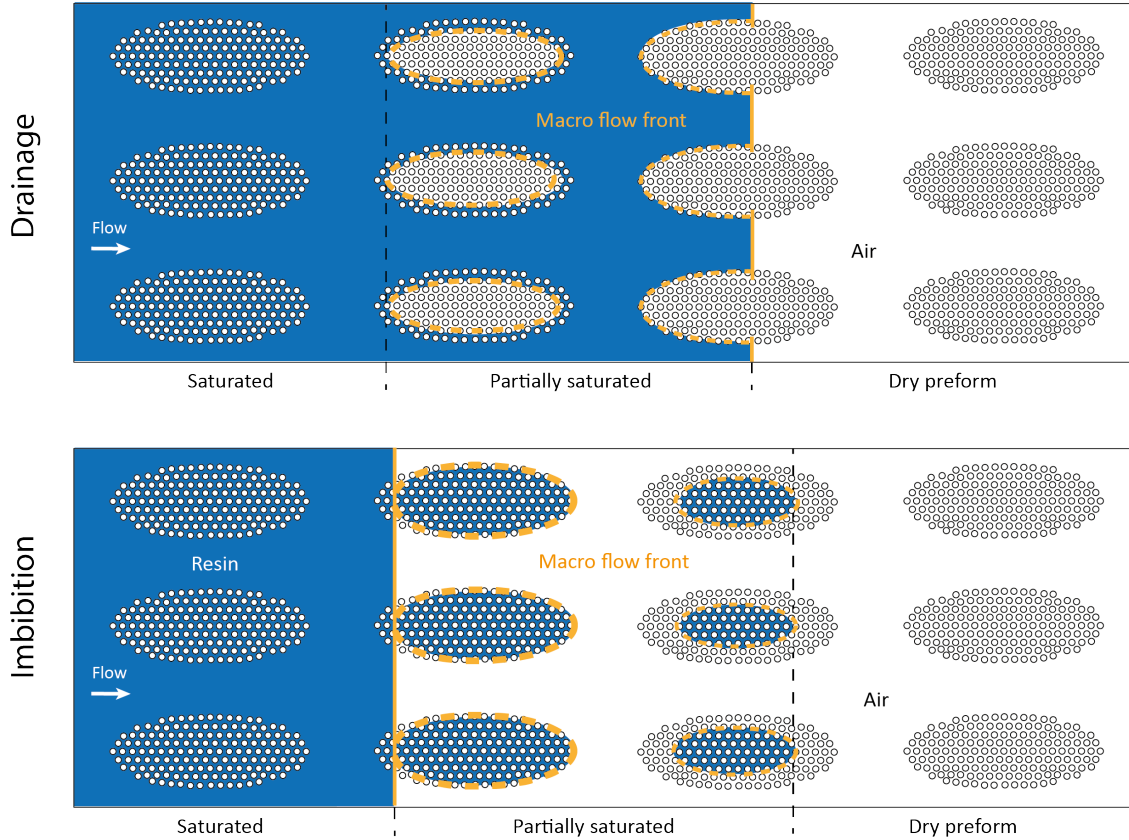 Drainage
Macro flow front
Flow
Air
Saturated
Partially saturated
Dry preform
Imbibition
Resin
Macro flow front
Flow
Air
Saturated
Partially saturated
Dry preform